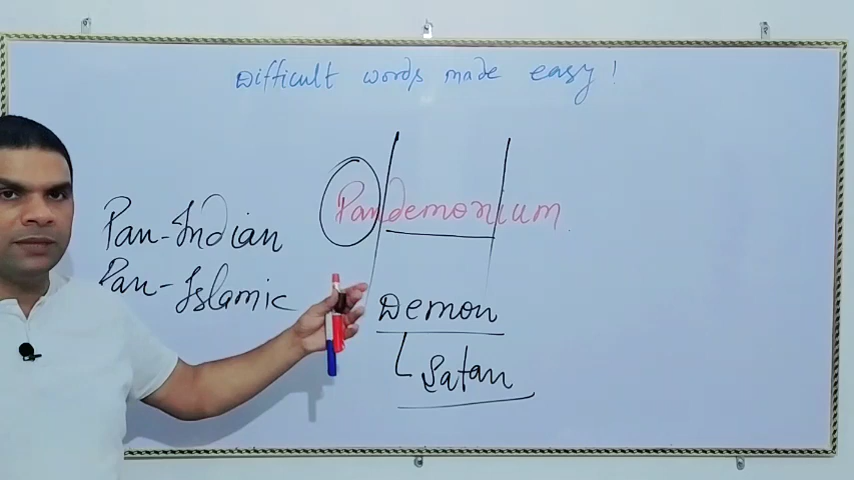 Difficult words made easy!
Pandemonium.
Pan-Indian
Pan-Islamic
Demon
Satan